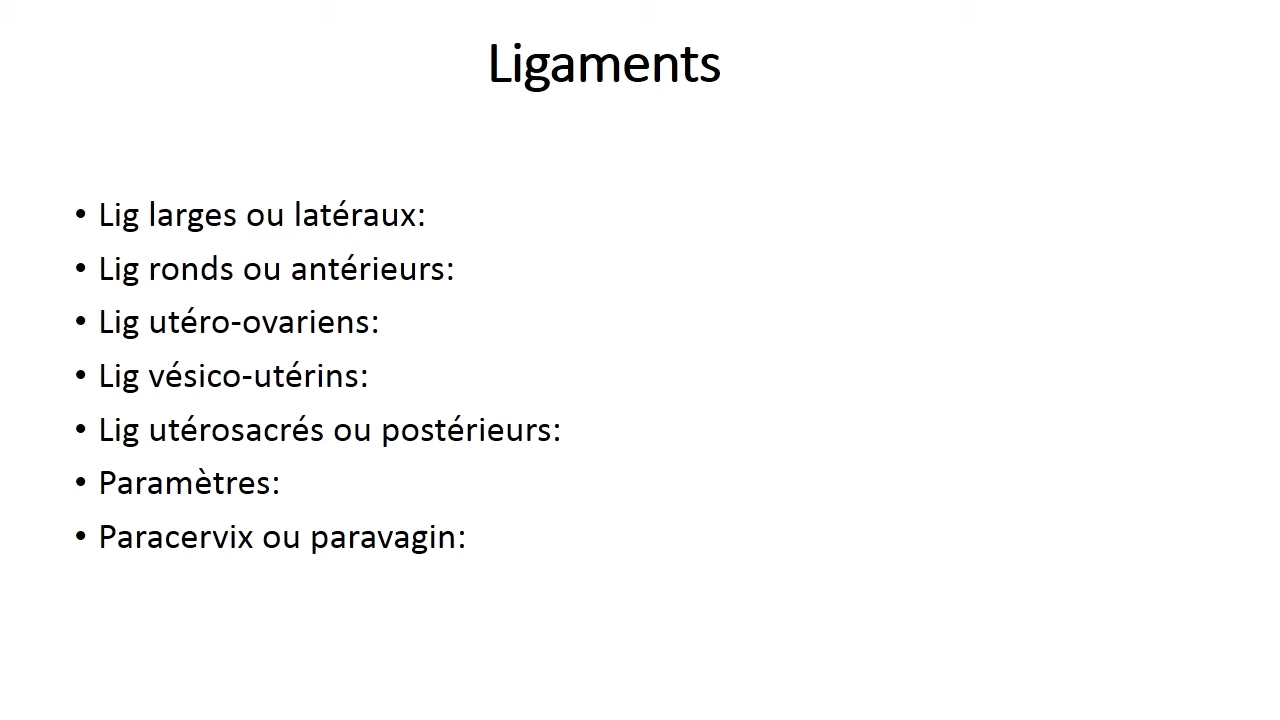 Ligaments
• Lig larges ou latéraux:
• Lig ronds ou antérieurs:
• Lig utéro-ovariens:
• Lig vésico-utérins:
• Lig utérosacrés ou postérieurs:
• Paramètres:
• Paracervix ou paravagin: